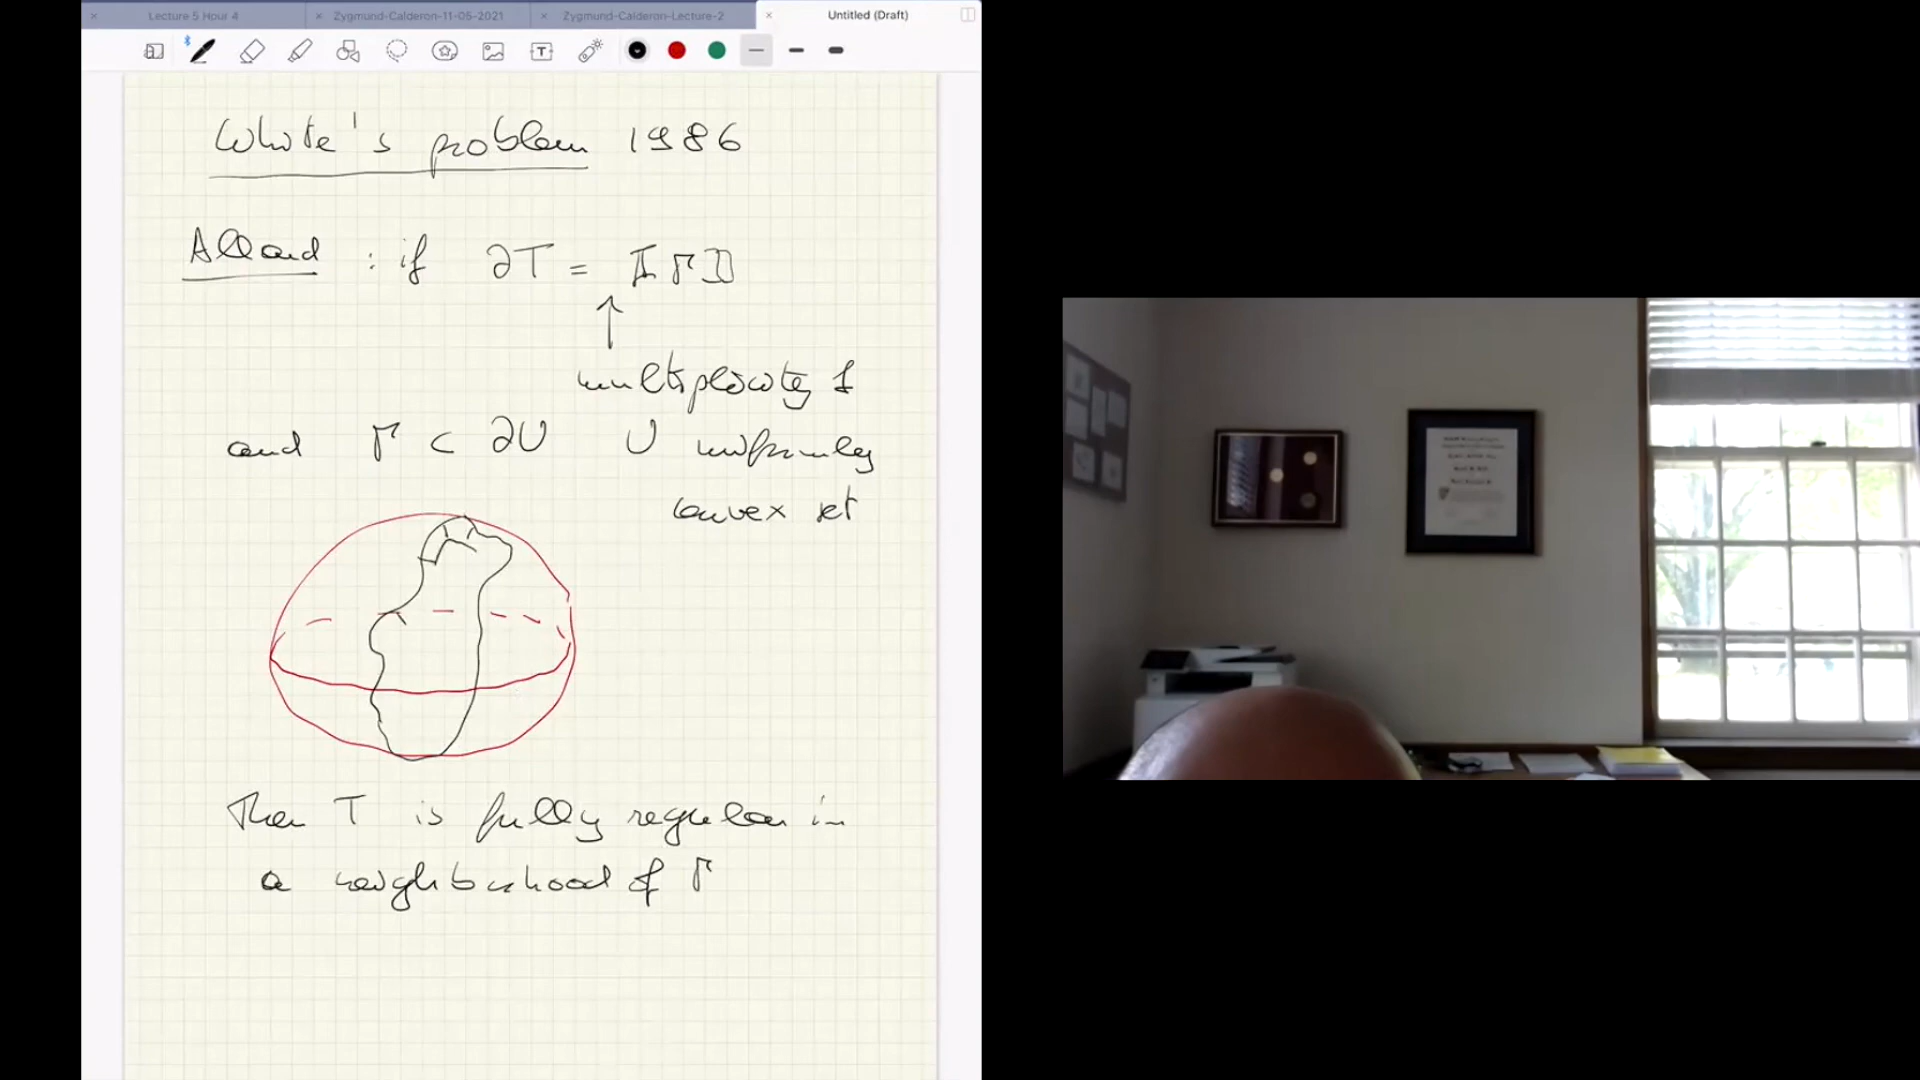 Lecture 5 Hour 4
Zygmund-Calderon-11-05-2021
Zygmund-Calderon-Lecture-2
Untitled (Draft)
White's problem 1986
Allard : if ∂T = ⟦Γ⟧
↑
multiplicity 1
and Γ ⊂ ∂U U uniformly
convex set
Then T is fully regular in
a neighborhood of Γ